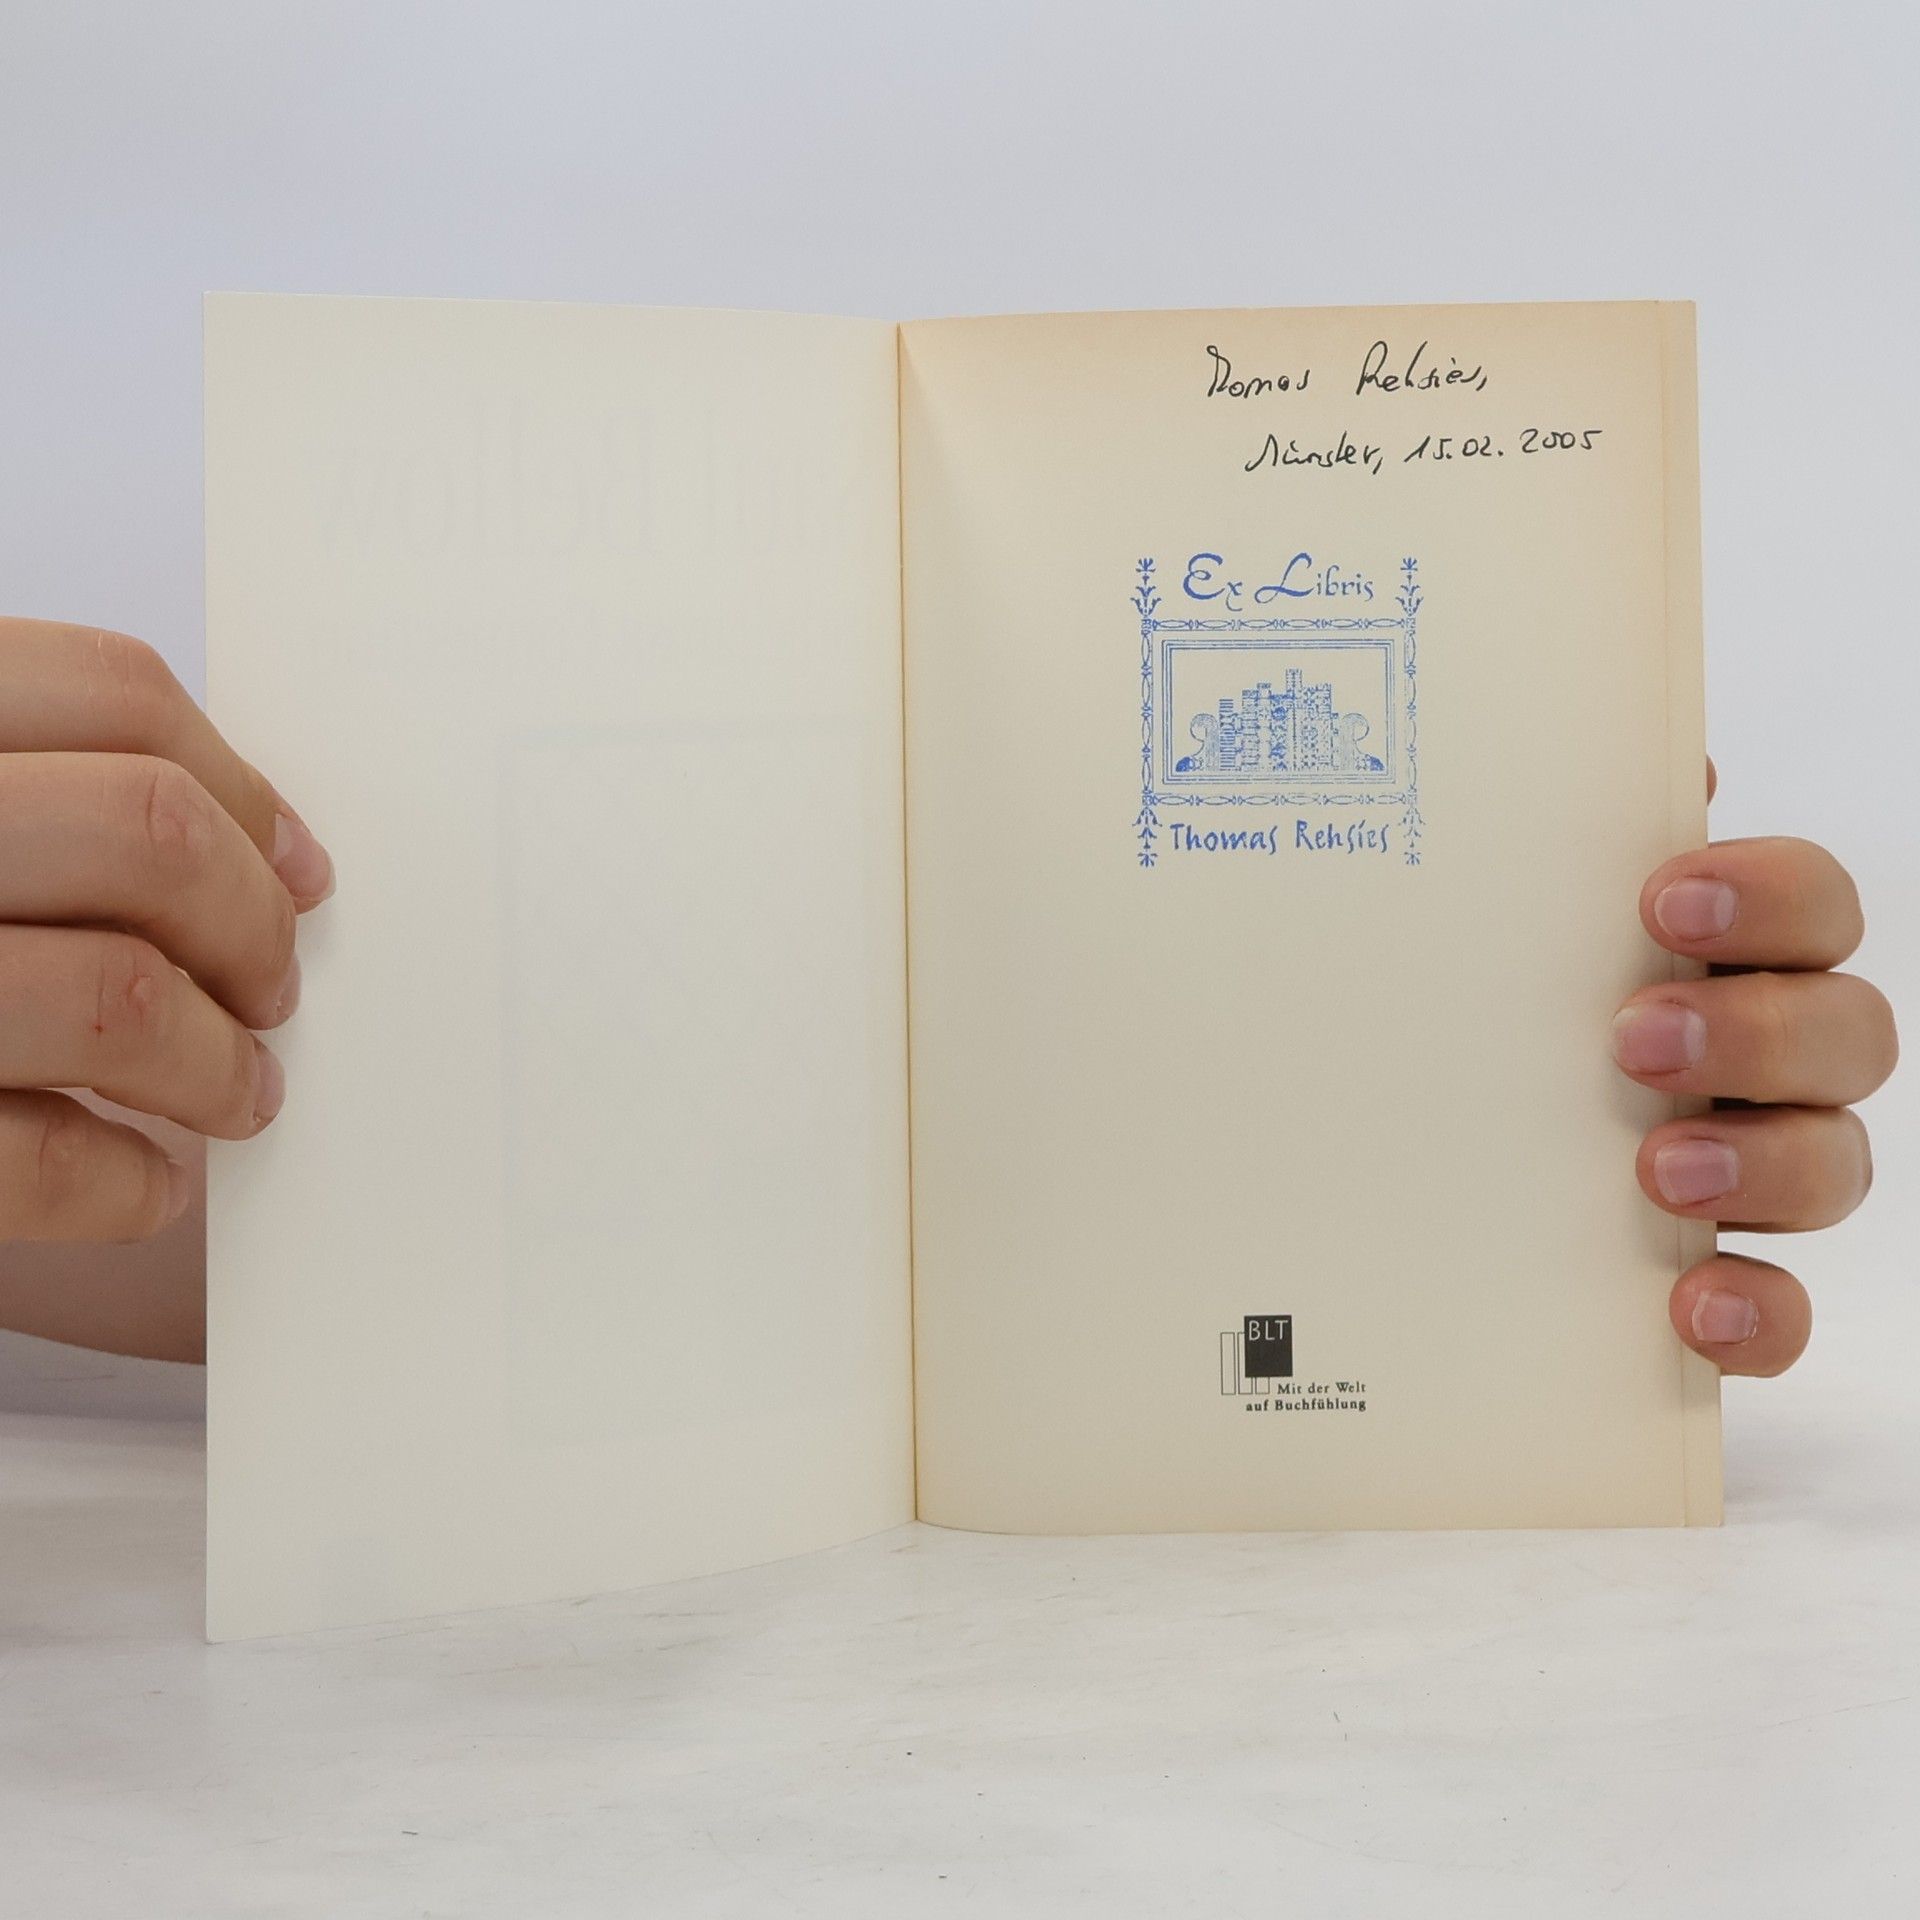 Thomas Rehsies,
Münster, 15.02.2005
Ex Libris
Thomas Rehsies
BLT
Mit der Welt
auf Buchfühlung